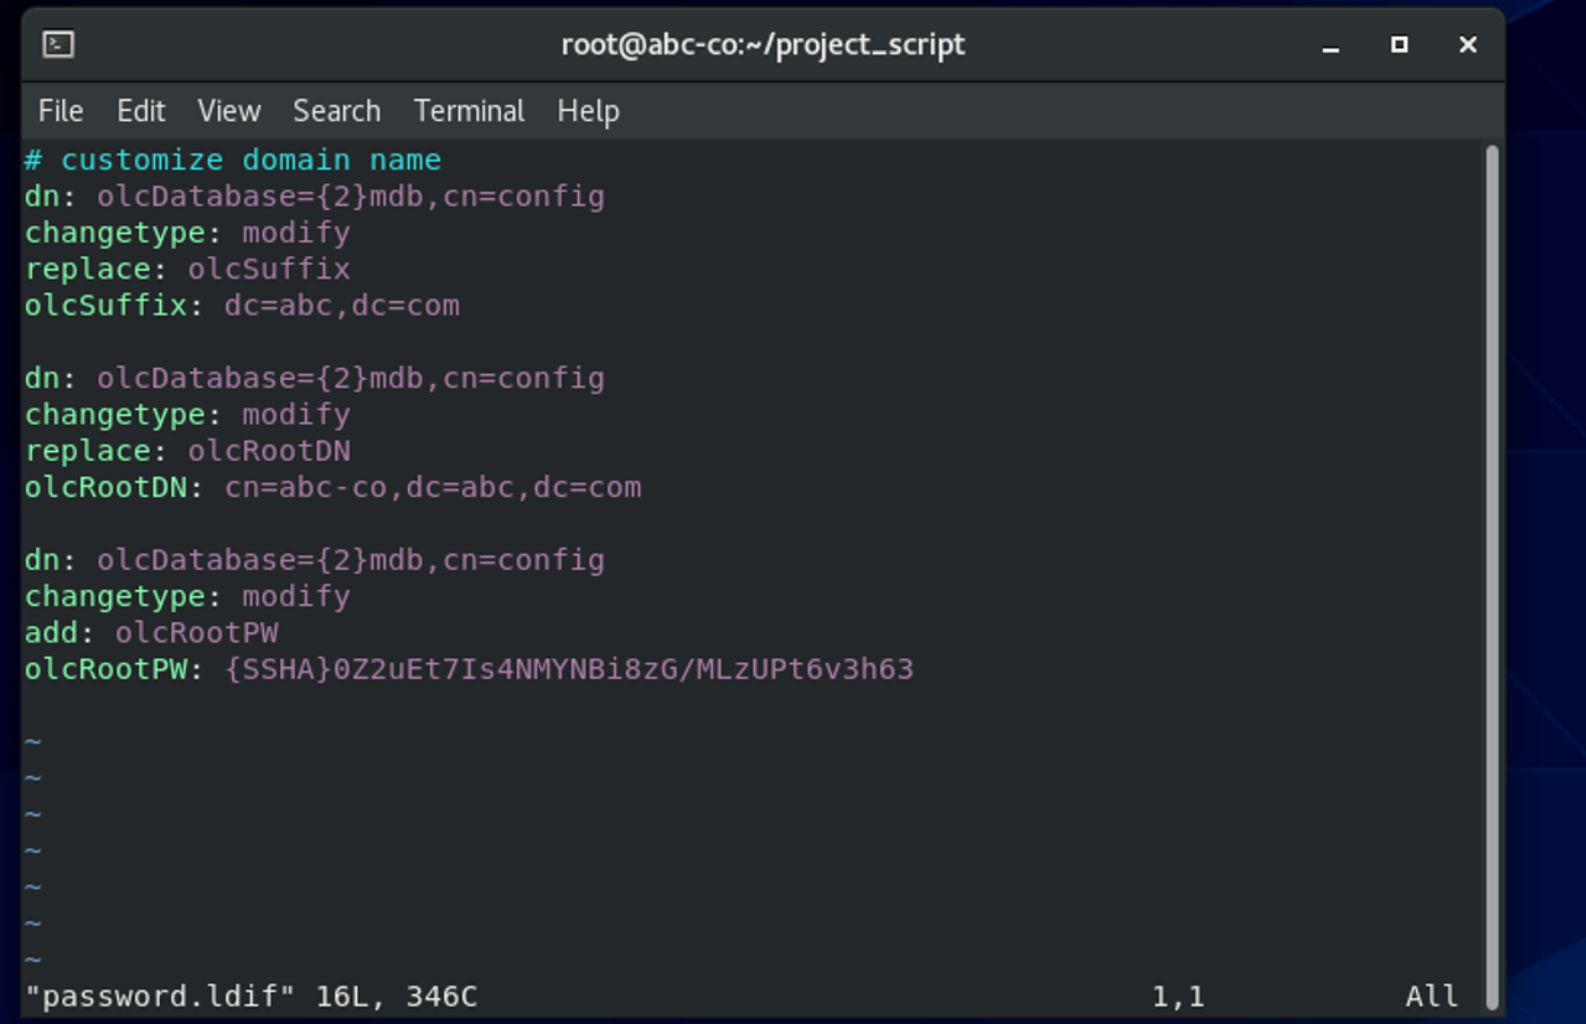 root@abc-co:~/project_script
File Edit View Search Terminal Help
# customize domain name
dn: olcDatabase={2}mdb,cn=config
changetype: modify
replace: olcSuffix
olcSuffix: dc=abc,dc=com
dn: olcDatabase={2}mdb,cn=config
changetype: modify
replace: olcRootDN
olcRootDN: cn=abc-co,dc=abc,dc=com
dn: olcDatabase={2}mdb,cn=config
changetype: modify
add: olcRootPW
olcRootPW: {SSHA}0Z2uEt7Is4NMYNBi8zG/MLzUPt6v3h63
~
~
~
~
~
~
~
"password.ldif" 16L, 346C 1,1 All